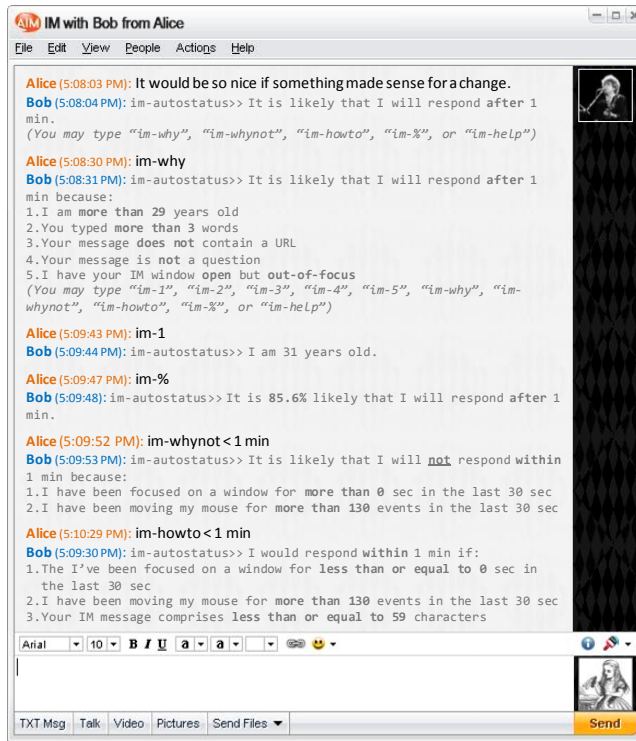 AIM IM with Bob from Alice
File Edit View People Actions Help
Alice (5:08:03 PM): It would be so nice if something made sense for a change.
Bob (5:08:04 PM): im-autostatus>> It is likely that I will respond after 1
min.
(You may type “im-why”, “im-whynot”, “im-howto”, “im-%”, or “im-help”)
Alice (5:08:30 PM): im-why
Bob (5:08:31 PM): im-autostatus>> It is likely that I will respond after 1
min because:
1.I am more than 29 years old
2.You typed more than 3 words
3.Your message does not contain a URL
4.Your message is not a question
5.I have your IM window open but out-of-focus
(You may type “im-1”, “im-2”, “im-3”, “im-4”, “im-5”, “im-why”, “im-
whynot”, “im-howto”, “im-%”, or “im-help”)
Alice (5:09:43 PM): im-1
Bob (5:09:44 PM): im-autostatus>> I am 31 years old.
Alice (5:09:47 PM): im-%
Bob (5:09:48): im-autostatus>> It is 85.6% likely that I will respond after 1
min.
Alice (5:09:52 PM): im-whynot < 1 min
Bob (5:09:53 PM): im-autostatus>> It is likely that I will not respond within
1 min because:
1.I have been focused on a window for more than 0 sec in the last 30 sec
2.I have been moving my mouse for more than 130 events in the last 30 sec
Alice (5:10:29 PM): im-howto < 1 min
Bob (5:09:30 PM): im-autostatus>> I would respond within 1 min if:
1.The I’ve been focused on a window for less than or equal to 0 sec in
the last 30 sec
2.I have been moving my mouse for more than 130 events in the last 30 sec
3.Your IM message comprises less than or equal to 59 characters
Arial 10 B I U a a
TXT Msg Talk Video Pictures Send Files Send